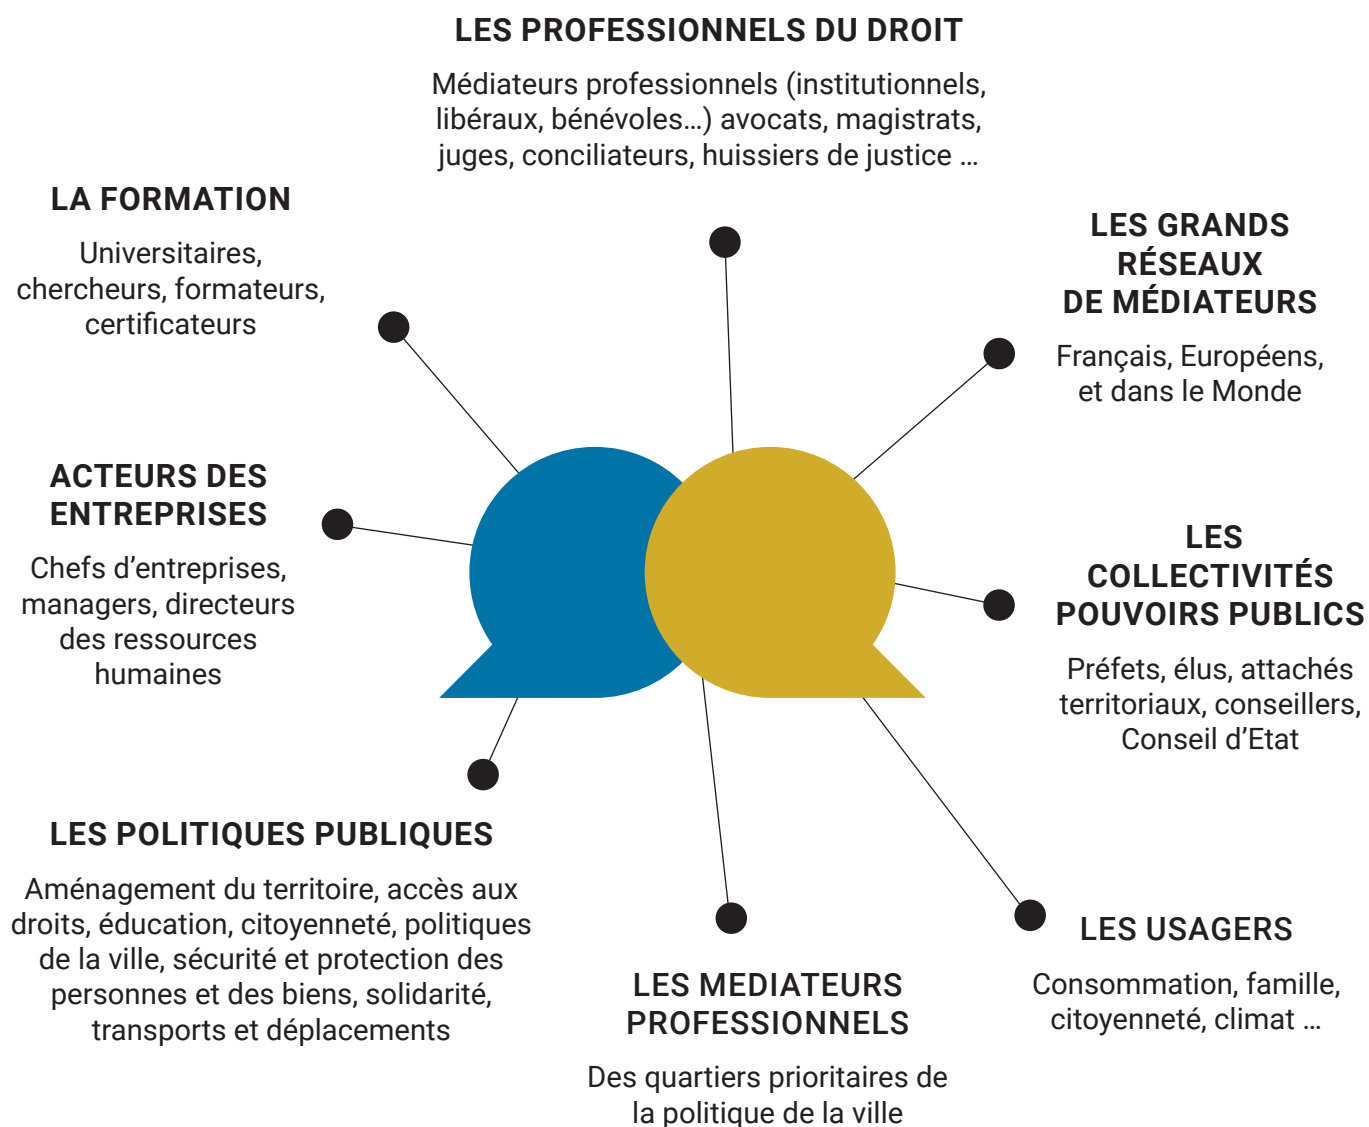 LES PROFESSIONNELS DU DROIT
Médiateurs professionnels (institutionnels,
libéraux, bénévoles…) avocats, magistrats,
juges, conciliateurs, huissiers de justice …
LA FORMATION
Universitaires,
chercheurs, formateurs,
certificateurs
LES GRANDS
RÉSEAUX
DE MÉDIATEURS
Français, Européens,
et dans le Monde
ACTEURS DES
ENTREPRISES
Chefs d'entreprises,
managers, directeurs
des ressources
humaines
LES
COLLECTIVITÉS
POUVOIRS PUBLICS
Préfets, élus, attachés
territoriaux, conseillers,
Conseil d'Etat
LES POLITIQUES PUBLIQUES
Aménagement du territoire, accès aux
droits, éducation, citoyenneté, politiques
de la ville, sécurité et protection des
personnes et des biens, solidarité,
transports et déplacements
LES MEDIATEURS
PROFESSIONNELS
Des quartiers prioritaires de
la politique de la ville
LES USAGERS
Consommation, famille,
citoyenneté, climat …